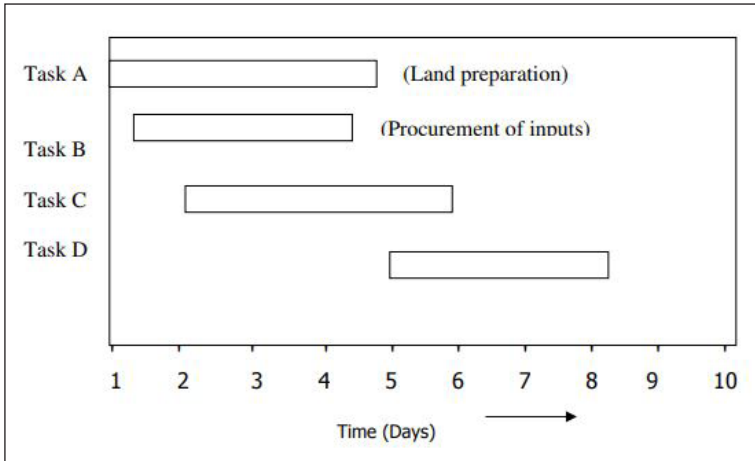 Task A (Land preparation)
(Procurement of inputs)
Task B
Task C
Task D
1 2 3 4 5 6 7 8 9 10
Time (Days)